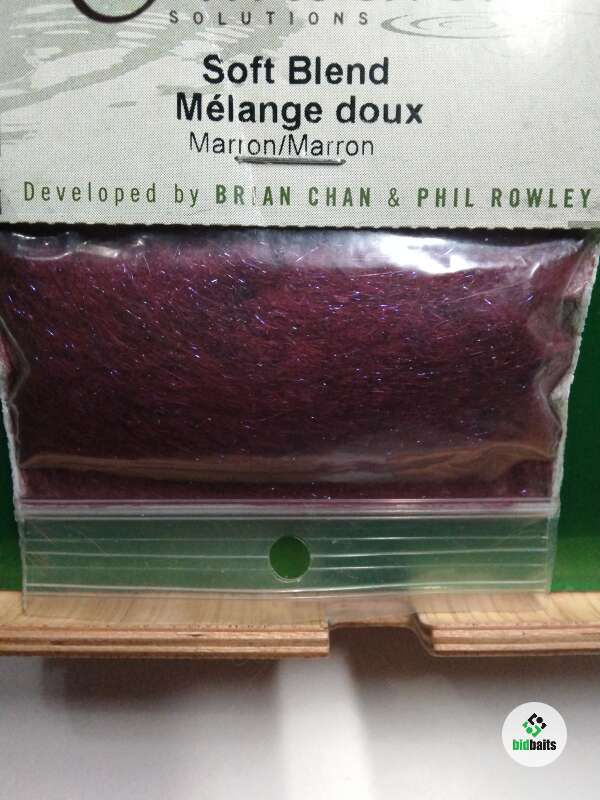 SOLUTIONS
Soft Blend
Mélange doux
Marron/Marron
Developed by BRIAN CHAN & PHIL ROWLEY
bidbaits